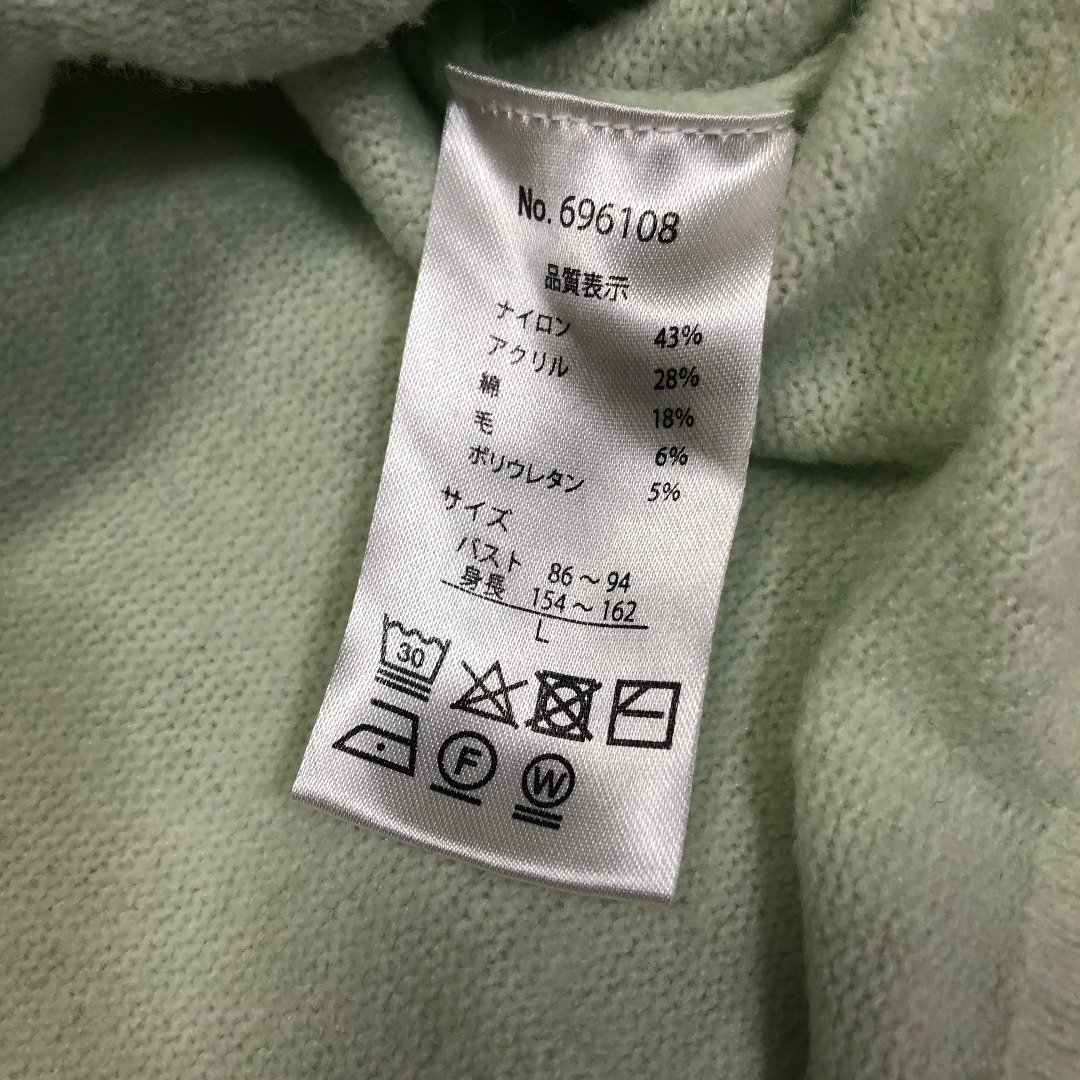 No. 696108
品質表示
ナイロン 43%
アクリル 28%
綿 18%
毛 6%
ポリウレタン 5%
サイズ
バスト 86～94
身長 154～162
L
30
F
W